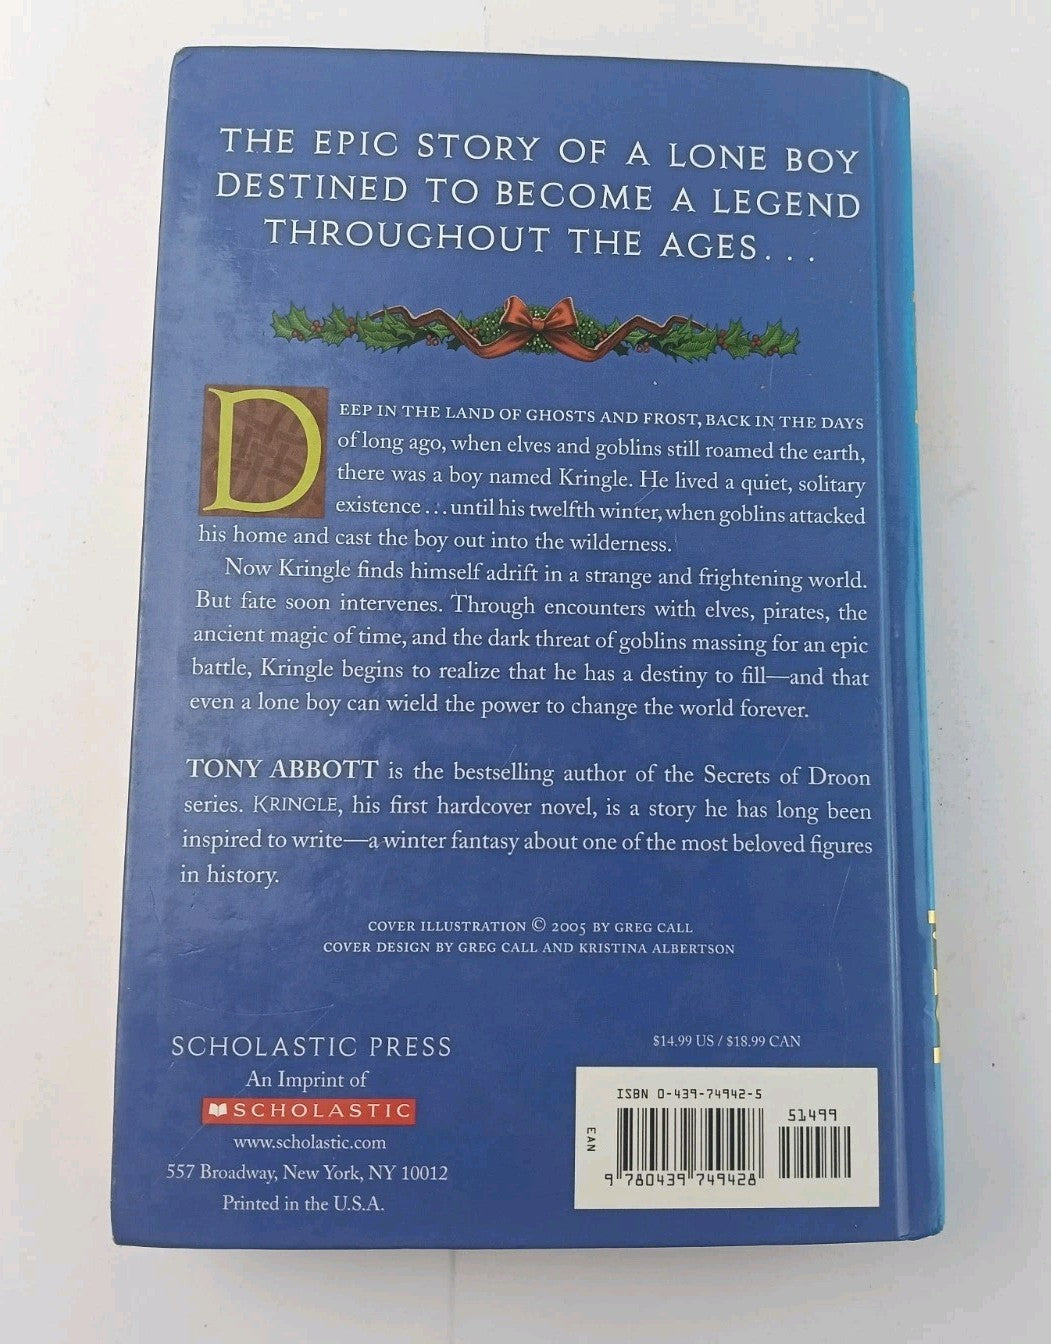 THE EPIC STORY OF A LONE BOY
DESTINED TO BECOME A LEGEND
THROUGHOUT THE AGES...
DEEP IN THE LAND OF GHOSTS AND FROST, BACK IN THE DAYS
of long ago, when elves and goblins still roamed the earth,
there was a boy named Kringle. He lived a quiet, solitary
existence...until his twelfth winter, when goblins attacked
his home and cast the boy out into the wilderness.
Now Kringle finds himself adrift in a strange and frightening world.
But fate soon intervenes. Through encounters with elves, pirates, the
ancient magic of time, and the dark threat of goblins massing for an epic
battle, Kringle begins to realize that he has a destiny to fill—and that
even a lone boy can wield the power to change the world forever.
TONY ABBOTT is the bestselling author of the Secrets of Droon
series. KRINGLE, his first hardcover novel, is a story he has long been
inspired to write—a winter fantasy about one of the most beloved figures
in history.
COVER ILLUSTRATION © 2005 BY GREG CALL
COVER DESIGN BY GREG CALL AND KRISTINA ALBERTSON
SCHOLASTIC PRESS
An Imprint of
SCHOLASTIC
www.scholastic.com
557 Broadway, New York, NY 10012
Printed in the U.S.A.
$14.99 US / $18.99 CAN
ISBN 0-439-74942-5
51499
EAN
9 780439 749428